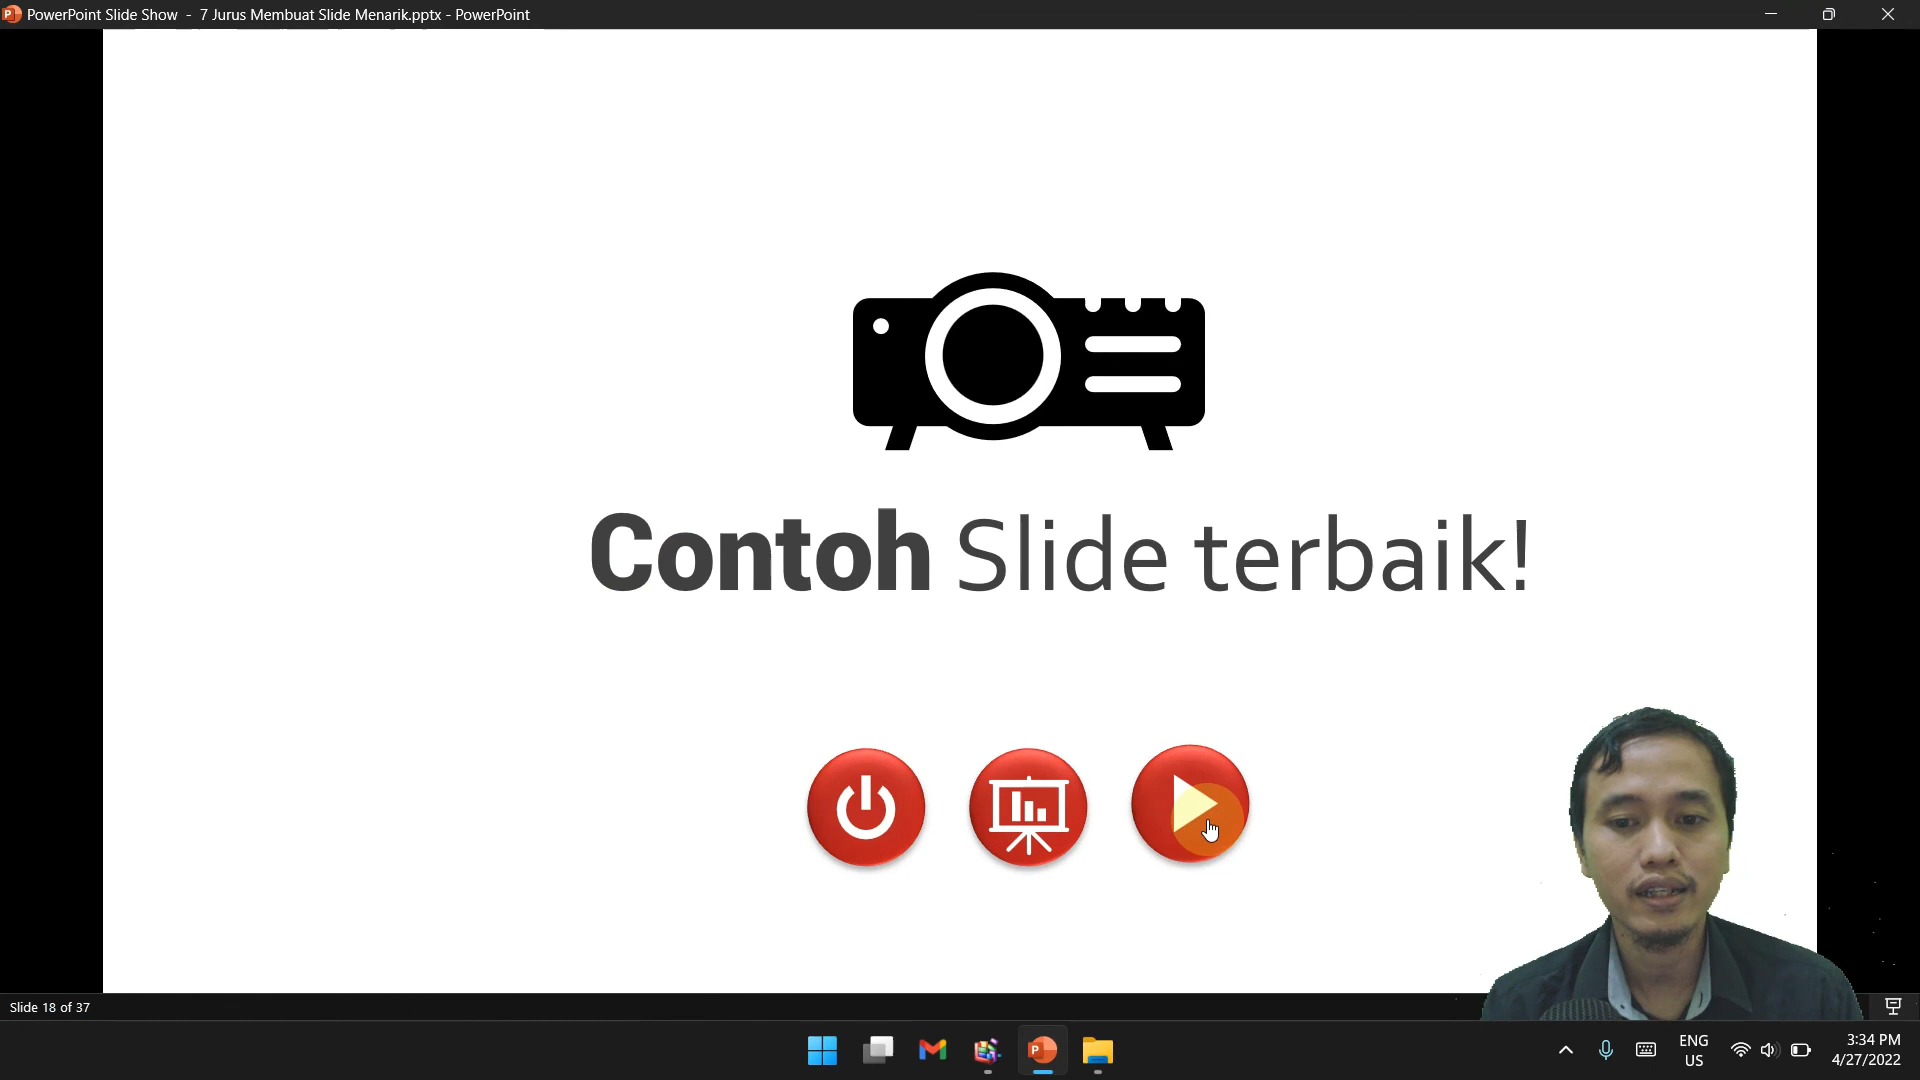 PowerPoint Slide Show - 7 Jurus Membuat Slide Menarik.pptx - PowerPoint
Contoh Slide terbaik!
Slide 18 of 37
ENG
US
3:34 PM
4/27/2022